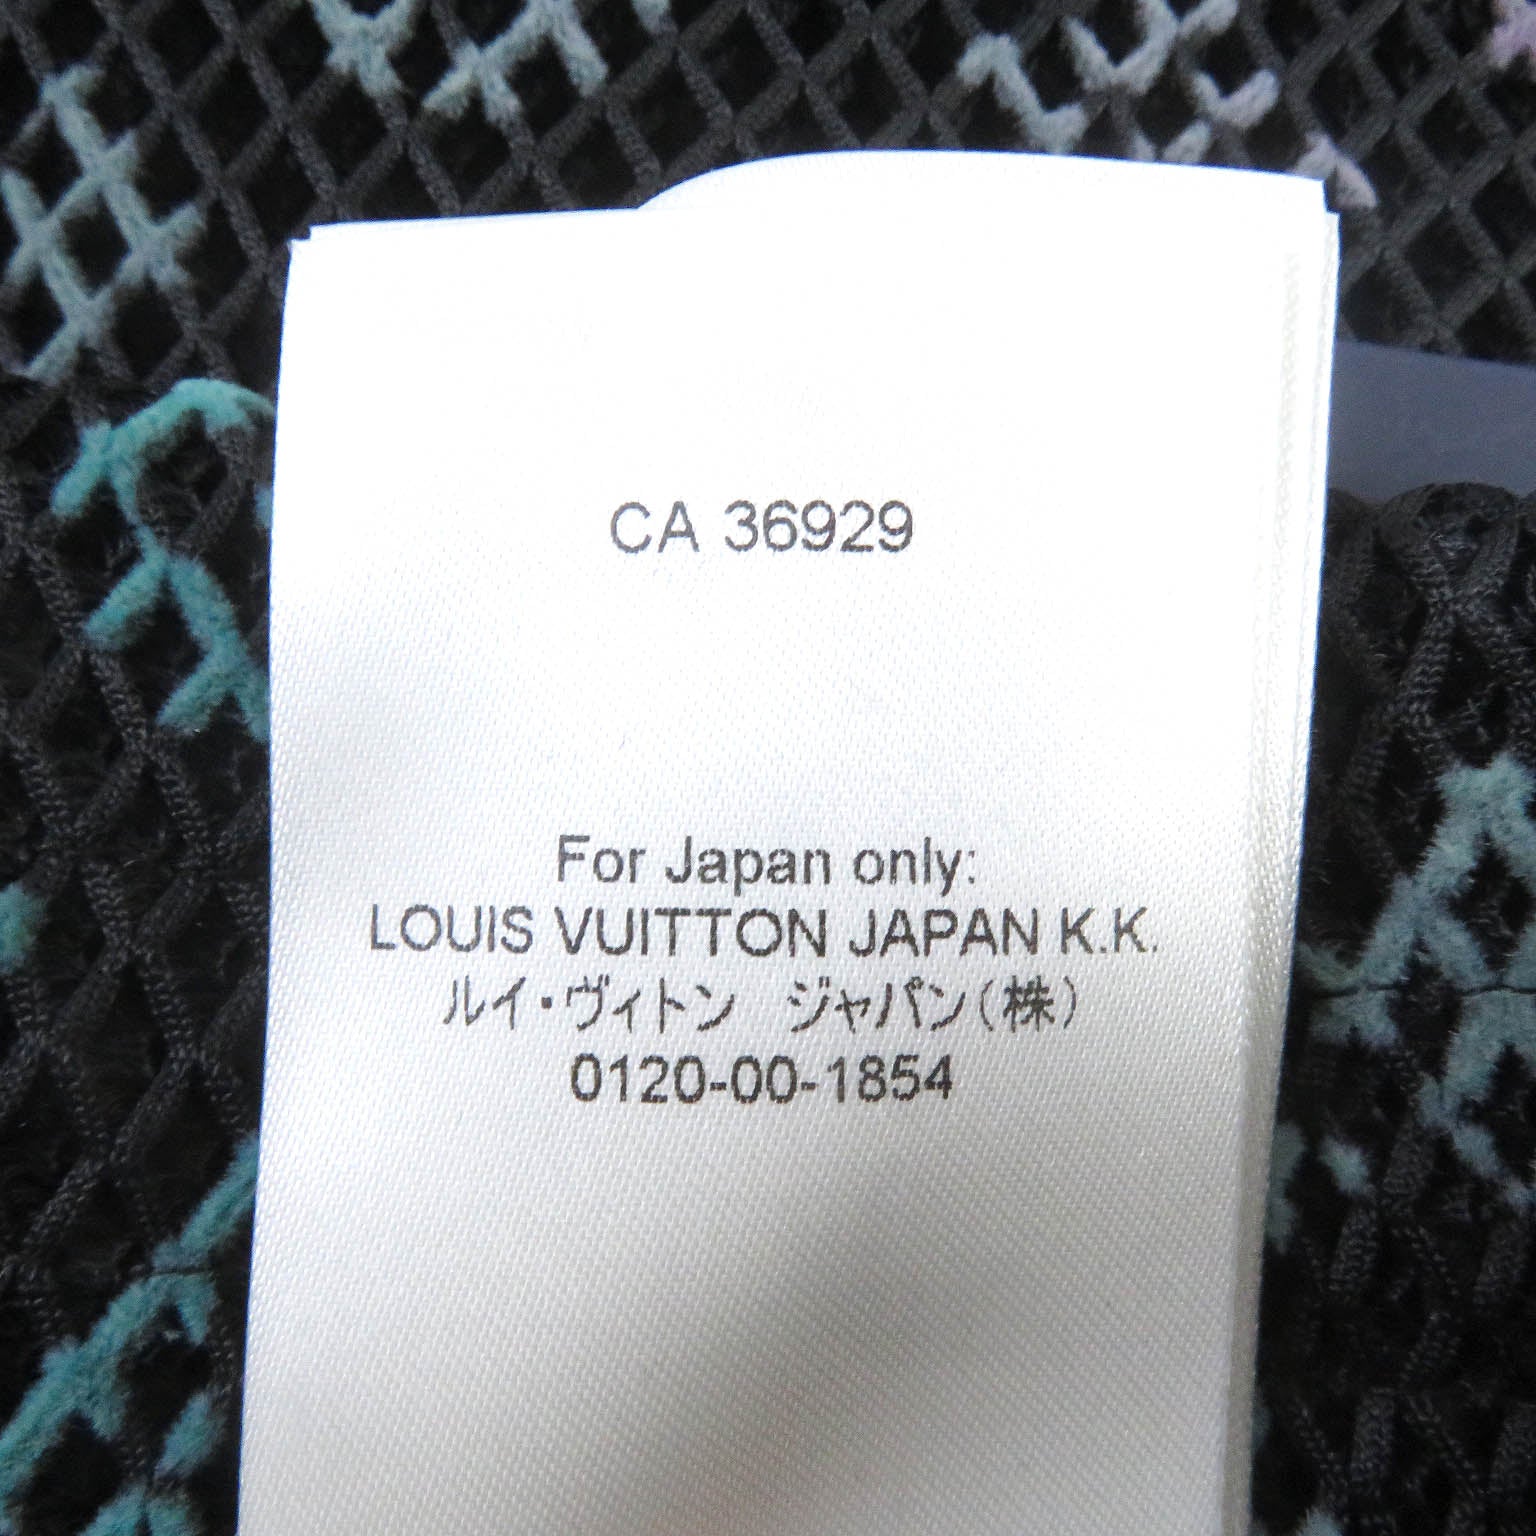 CA 36929
For Japan only:
LOUIS VUITTON JAPAN K.K.
ルイ・ヴィトン　ジャパン(株)
0120-00-1854